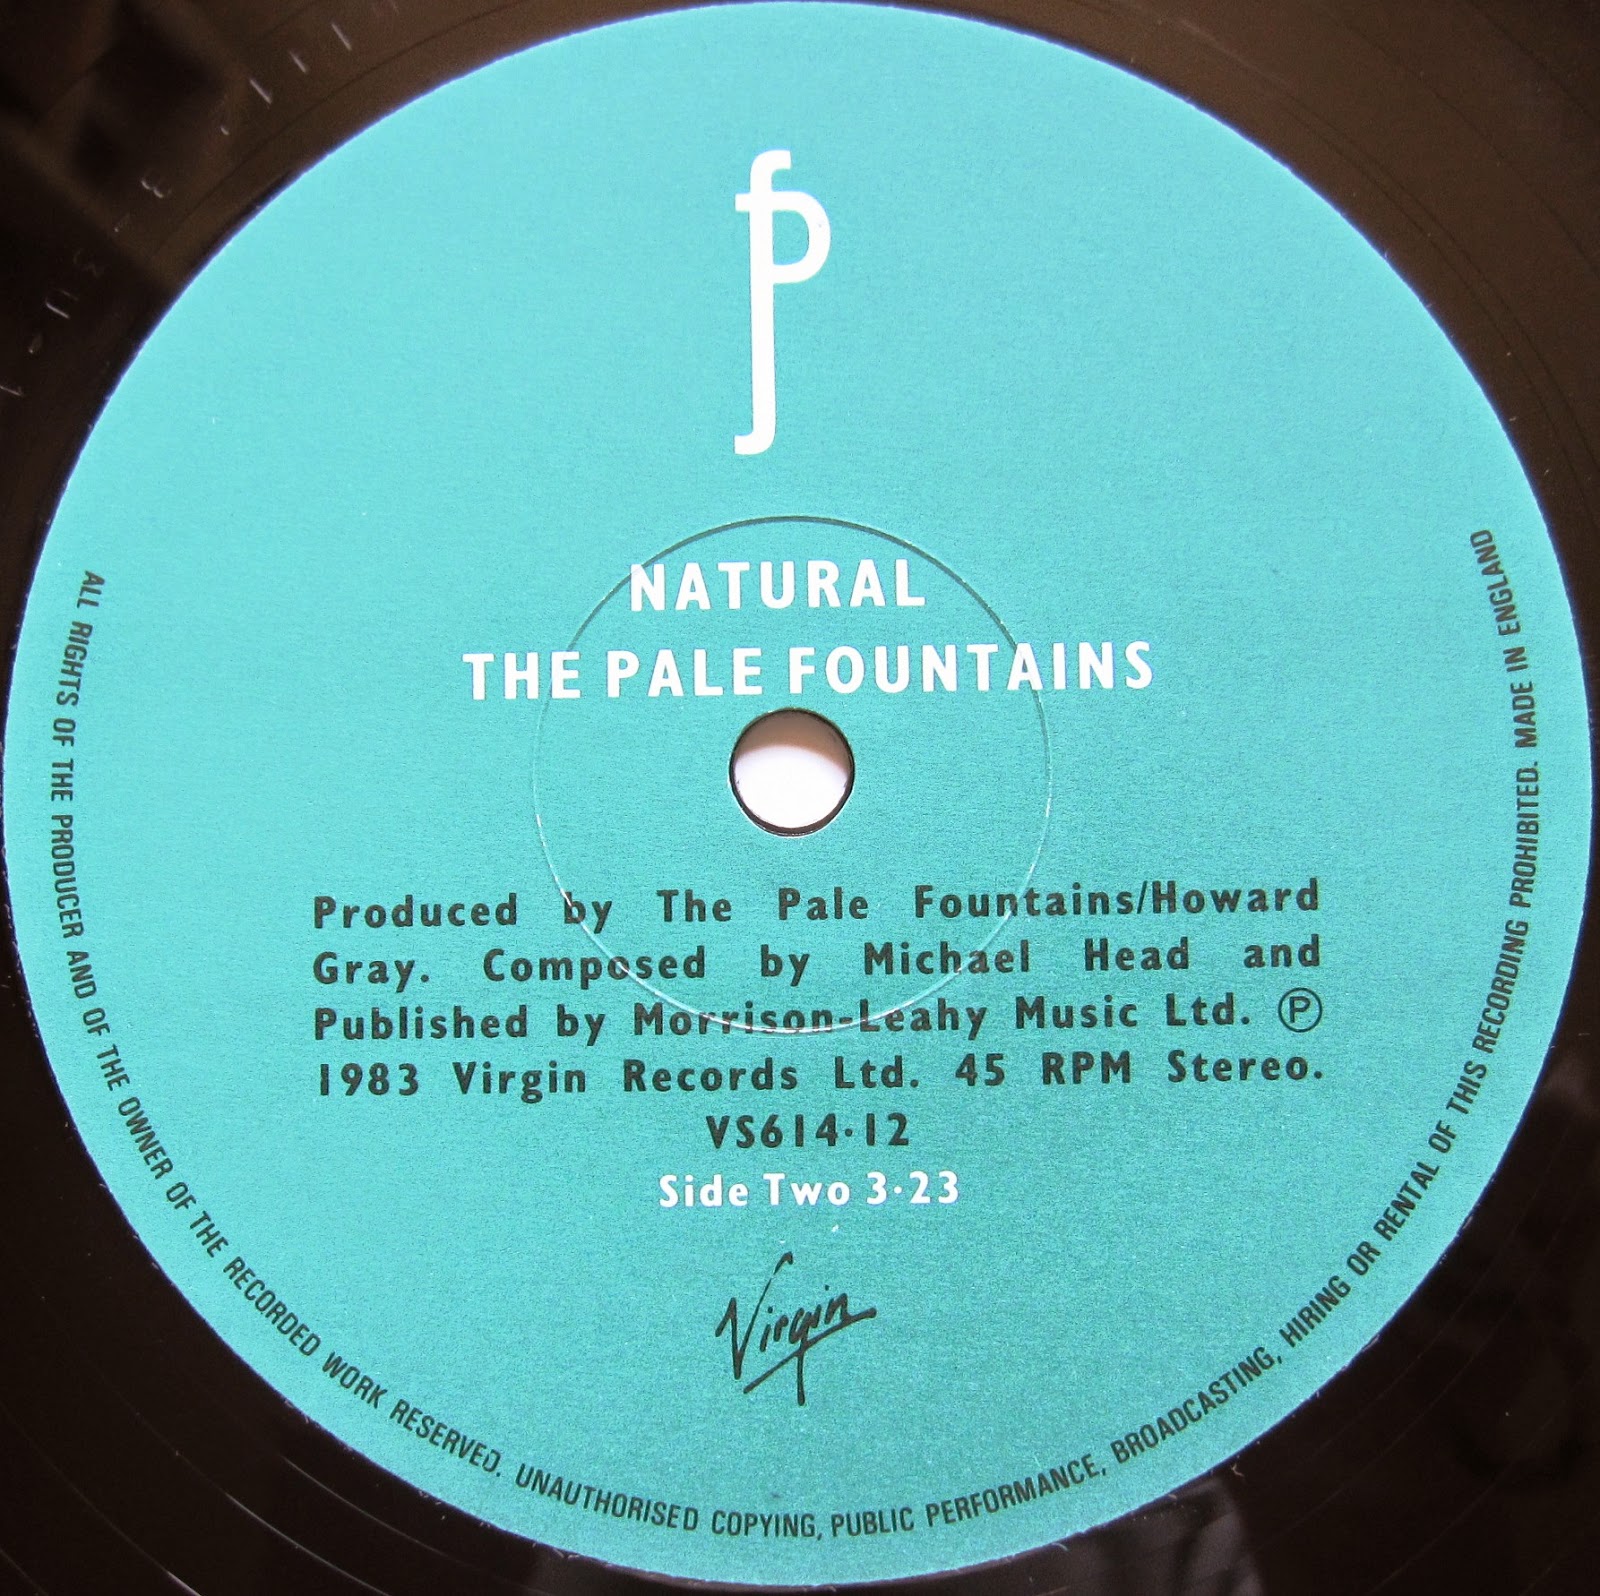 fp
NATURAL
THE PALE FOUNTAINS
Produced by The Pale Fountains/Howard
Gray. Composed by Michael Head and
Published by Morrison-Leahy Music Ltd. Ⓟ
1983 Virgin Records Ltd. 45 RPM Stereo.
VS614·12
Side Two 3·23
Virgin
ALL RIGHTS OF THE PRODUCER AND OF THE OWNER OF THE RECORDED WORK RESERVED. UNAUTHORISED COPYING, PUBLIC PERFORMANCE, BROADCASTING, HIRING OR RENTAL OF THIS RECORDING PROHIBITED. MADE IN ENGLAND